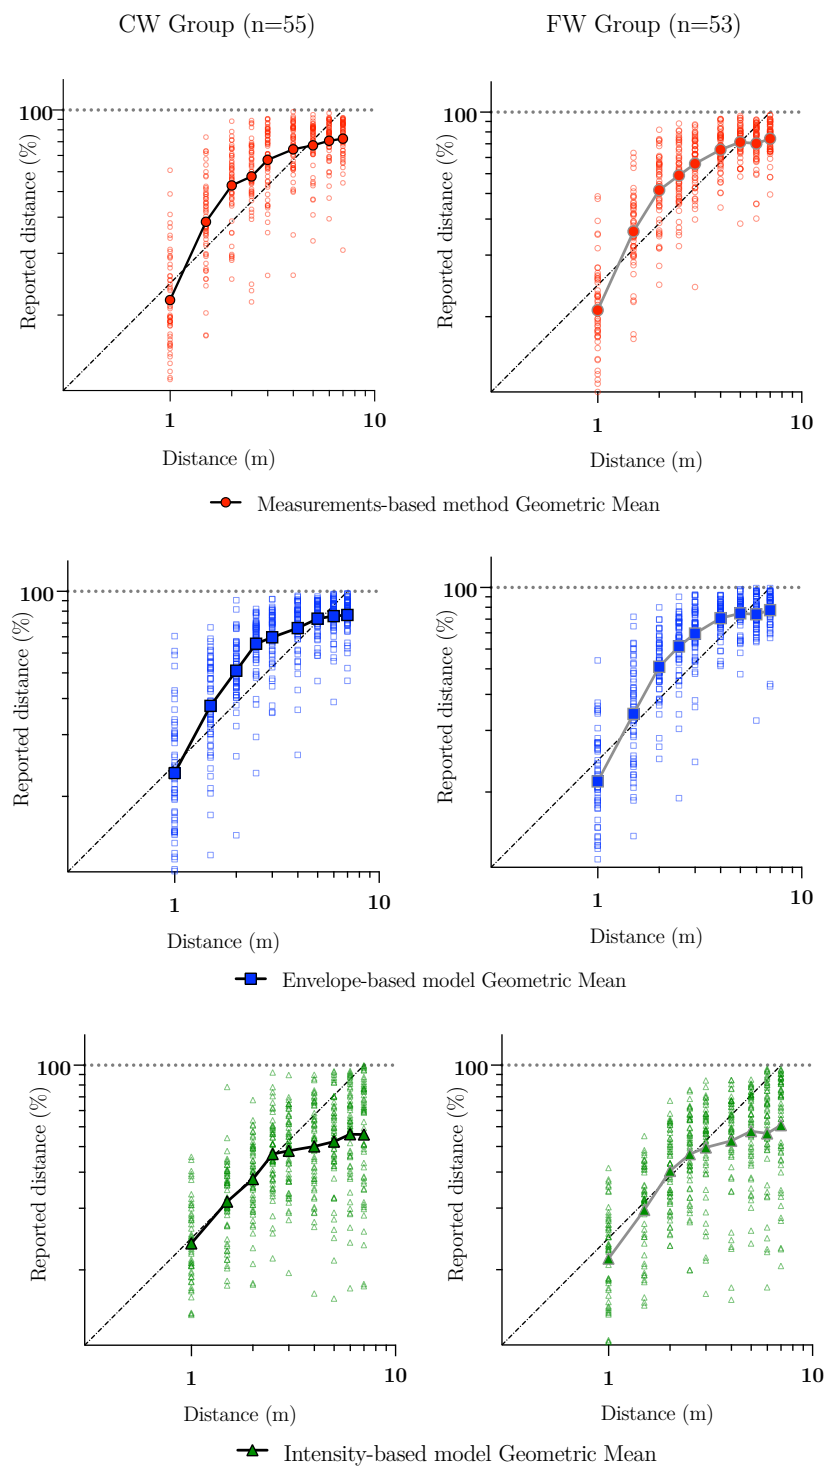 CW Group (n=55)
FW Group (n=53)
100
Reported distance (%)
1
10
Distance (m)
100
Reported distance (%)
1
10
Distance (m)
Measurements-based method Geometric Mean
100
Reported distance (%)
1
10
Distance (m)
100
Reported distance (%)
1
10
Distance (m)
Envelope-based model Geometric Mean
100
Reported distance (%)
1
10
Distance (m)
100
Reported distance (%)
1
10
Distance (m)
Intensity-based model Geometric Mean